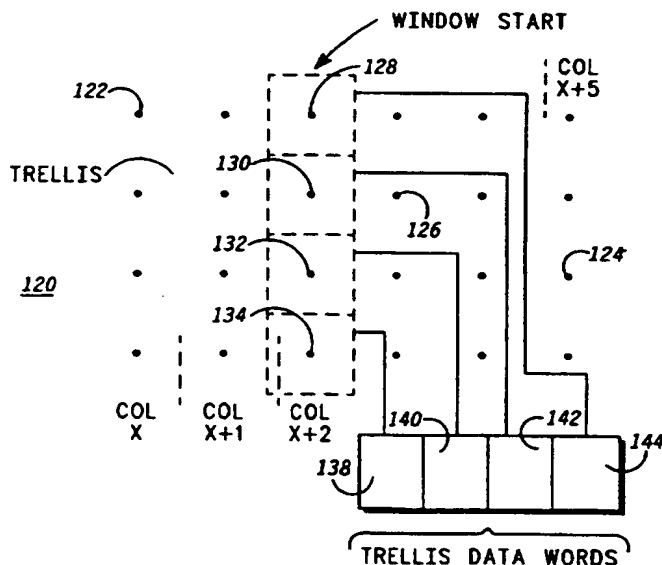 WINDOW START
122
128
COL
X+5
TRELLIS
130
126
132
124
120
134
COL
X
COL
X+1
COL
X+2
140
142
138
144
TRELLIS DATA WORDS